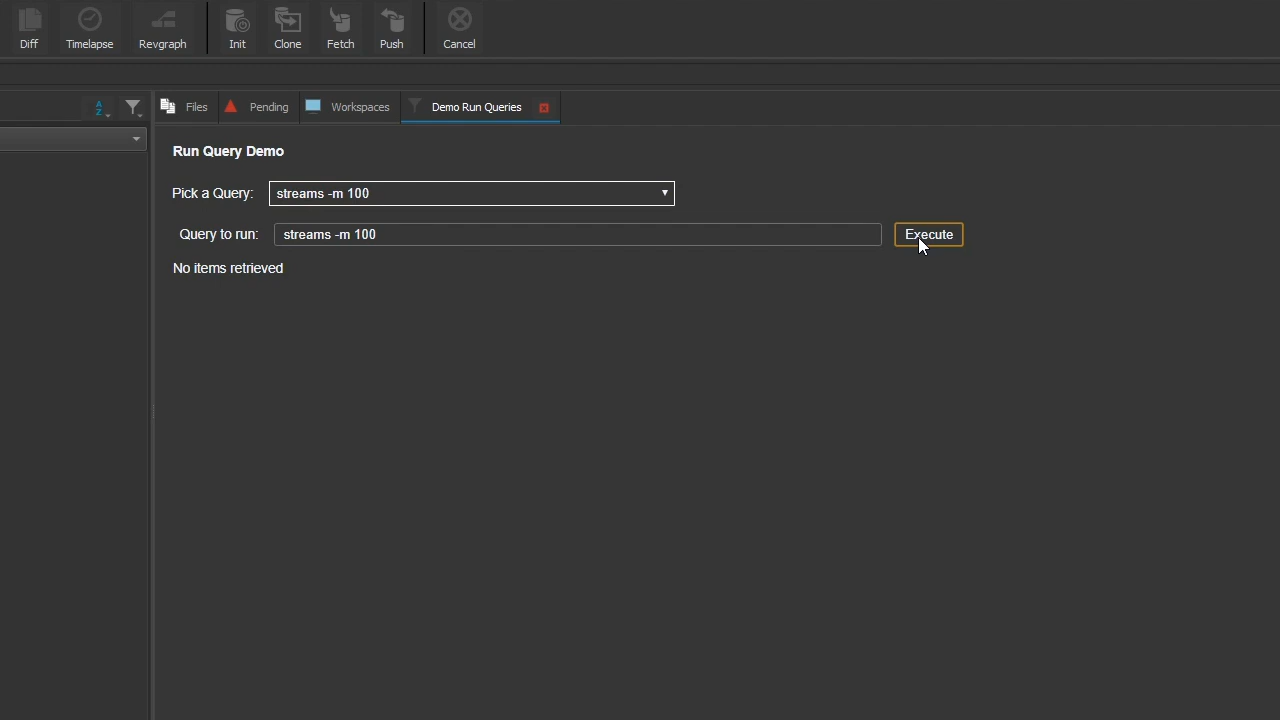 Diff Timelapse Revgraph Init Clone Fetch Push Cancel
A Z Files Pending Workspaces Demo Run Queries
Run Query Demo
Pick a Query: streams -m 100
Query to run: streams -m 100 Execute
No items retrieved